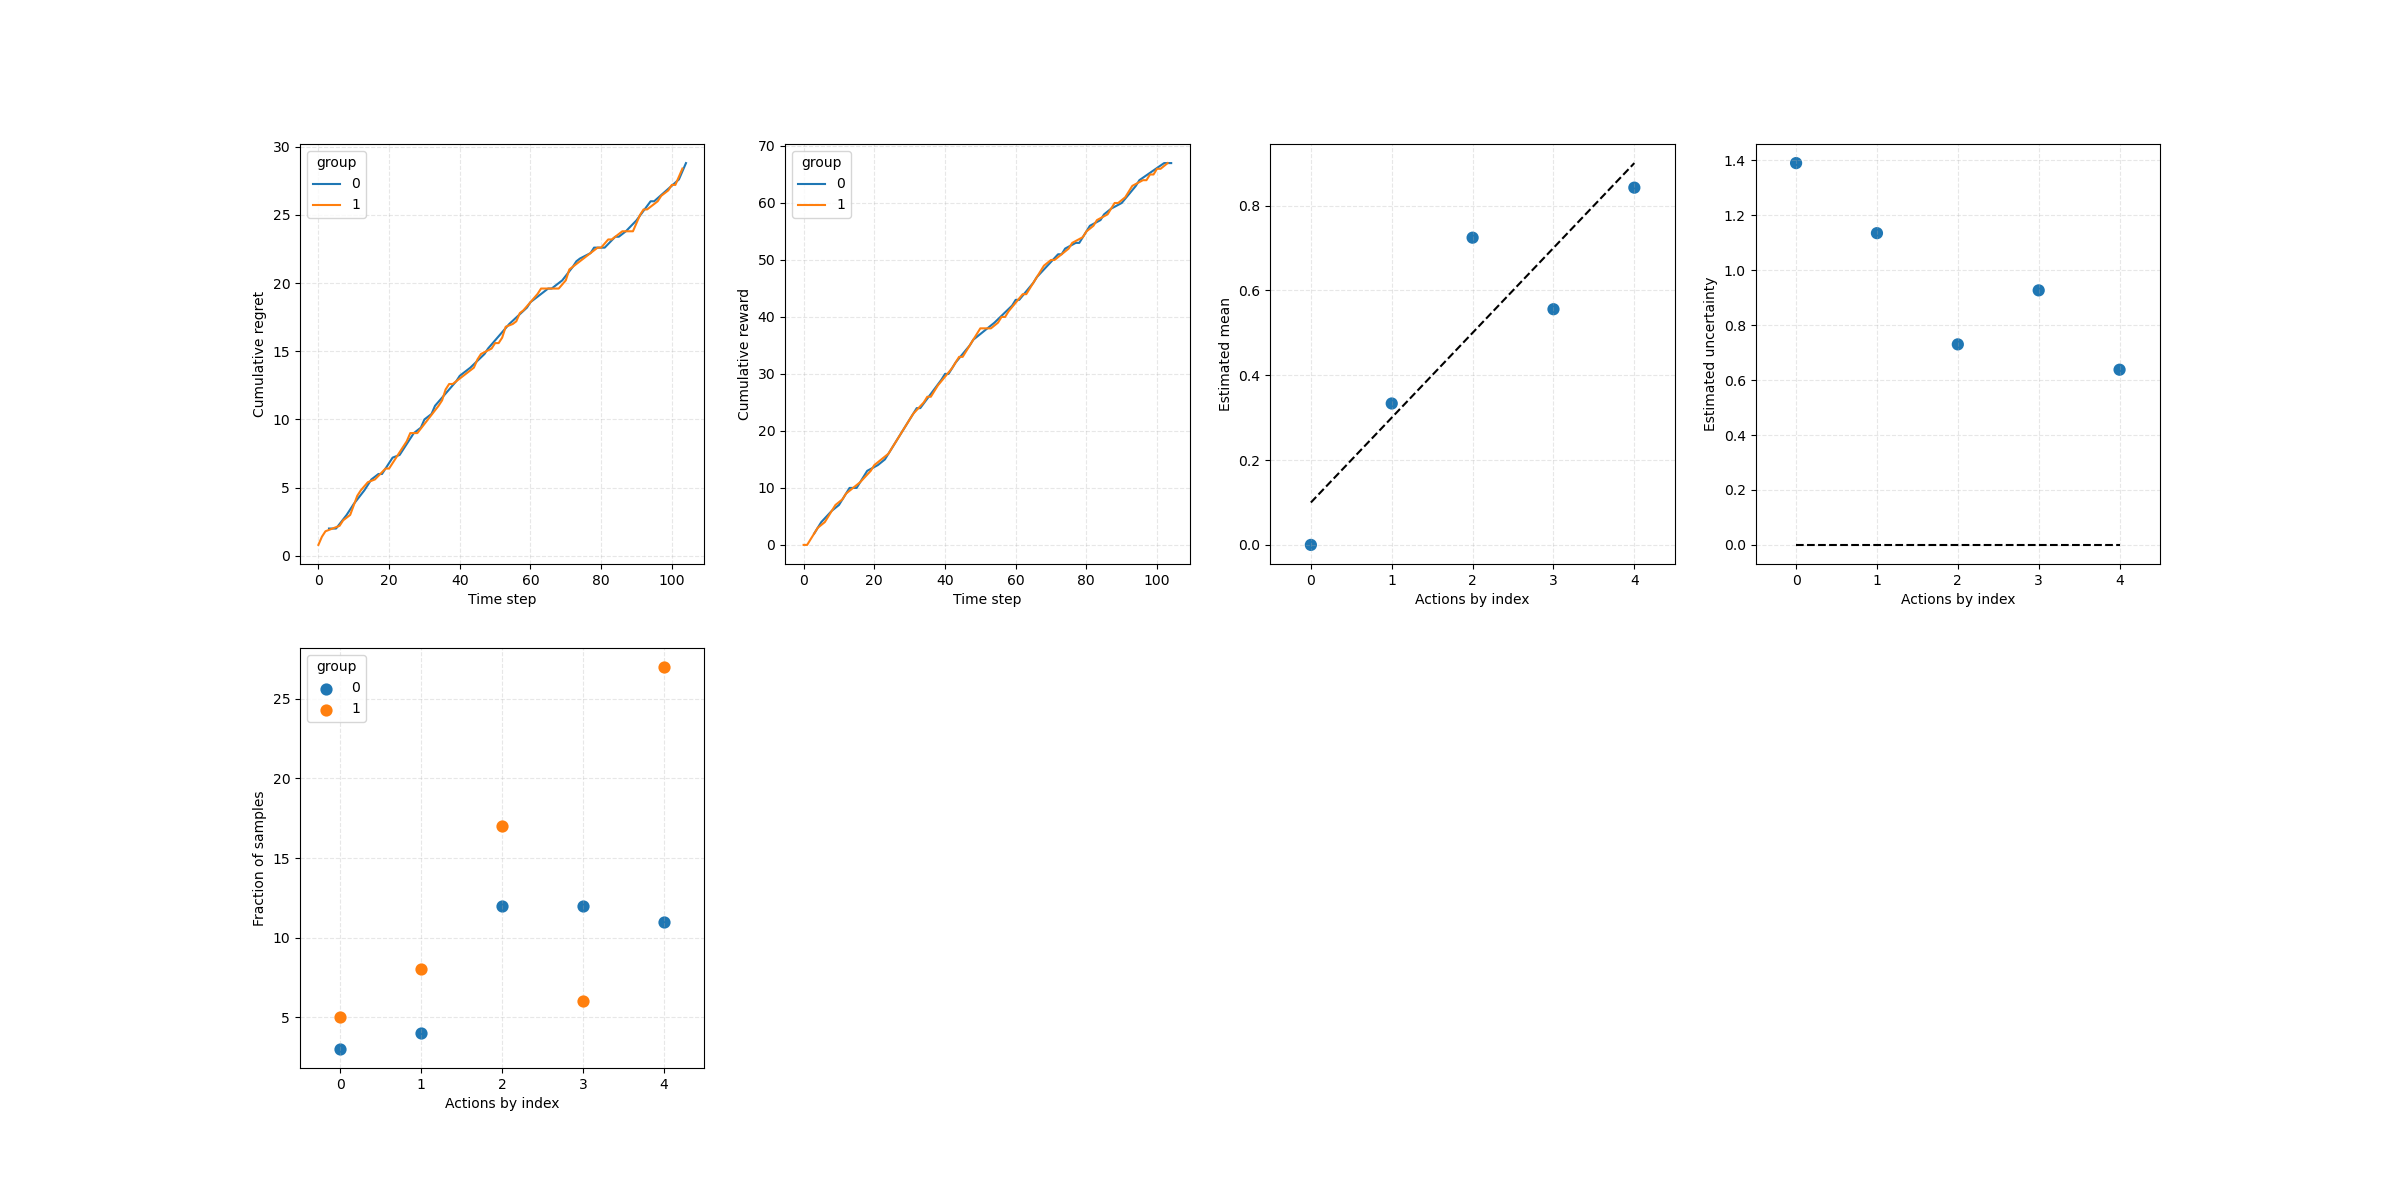 30
25
20
15
10
5
0
Cumulative regret
group
0
1
0 20 40 60 80 100
Time step
70
60
50
40
30
20
10
0
Cumulative reward
group
0
1
0 20 40 60 80 100
Time step
0.8
0.6
0.4
0.2
0.0
Estimated mean
0 1 2 3 4
Actions by index
1.4
1.2
1.0
0.8
0.6
0.4
0.2
0.0
Estimated uncertainty
0 1 2 3 4
Actions by index
25
20
15
10
5
Fraction of samples
group
0
1
0 1 2 3 4
Actions by index